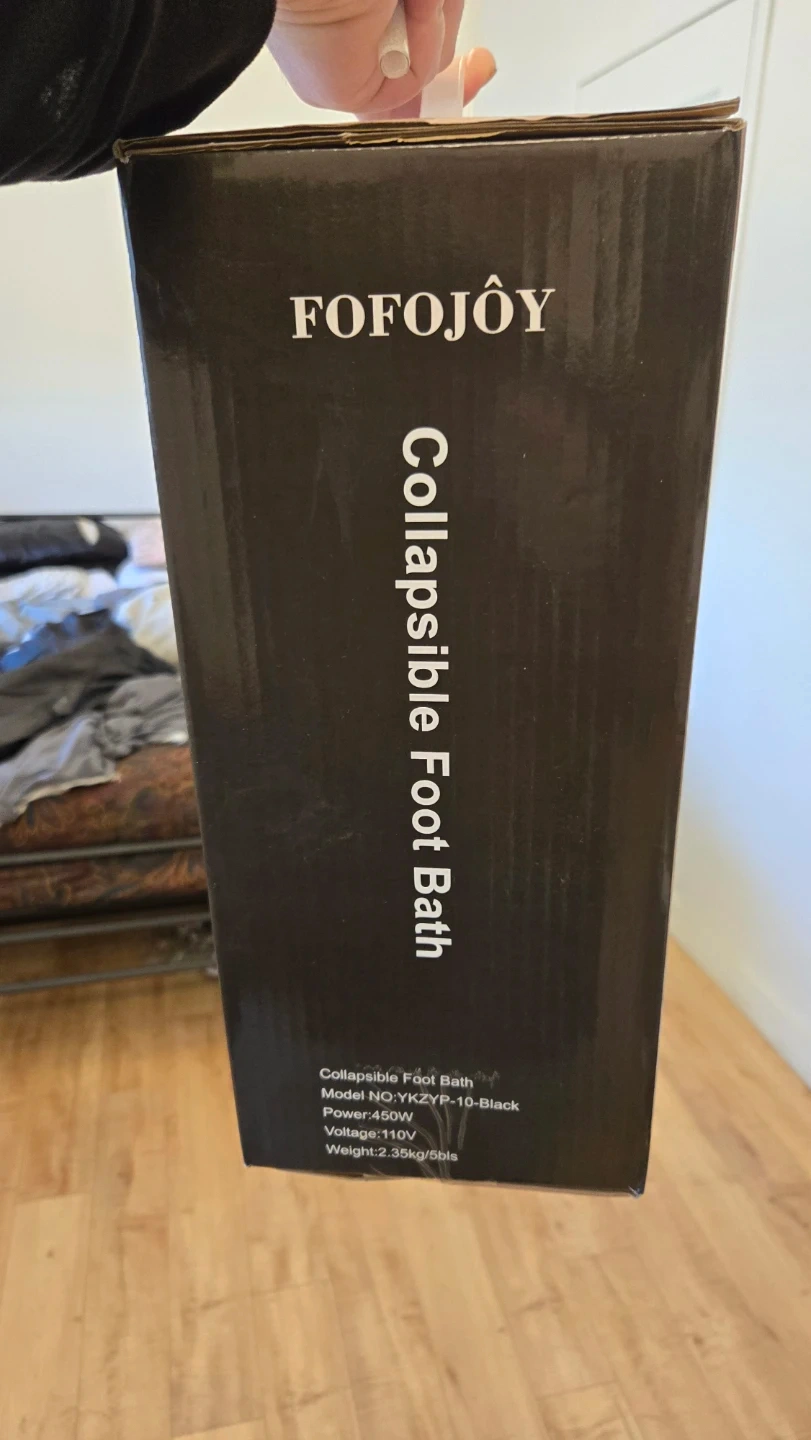 FOFOJÔY
Collapsible Foot Bath
Collapsible Foot Bath
Model NO:YKZYP-10-Black
Power:450W
Voltage:110V
Weight:2.35kg/5bls